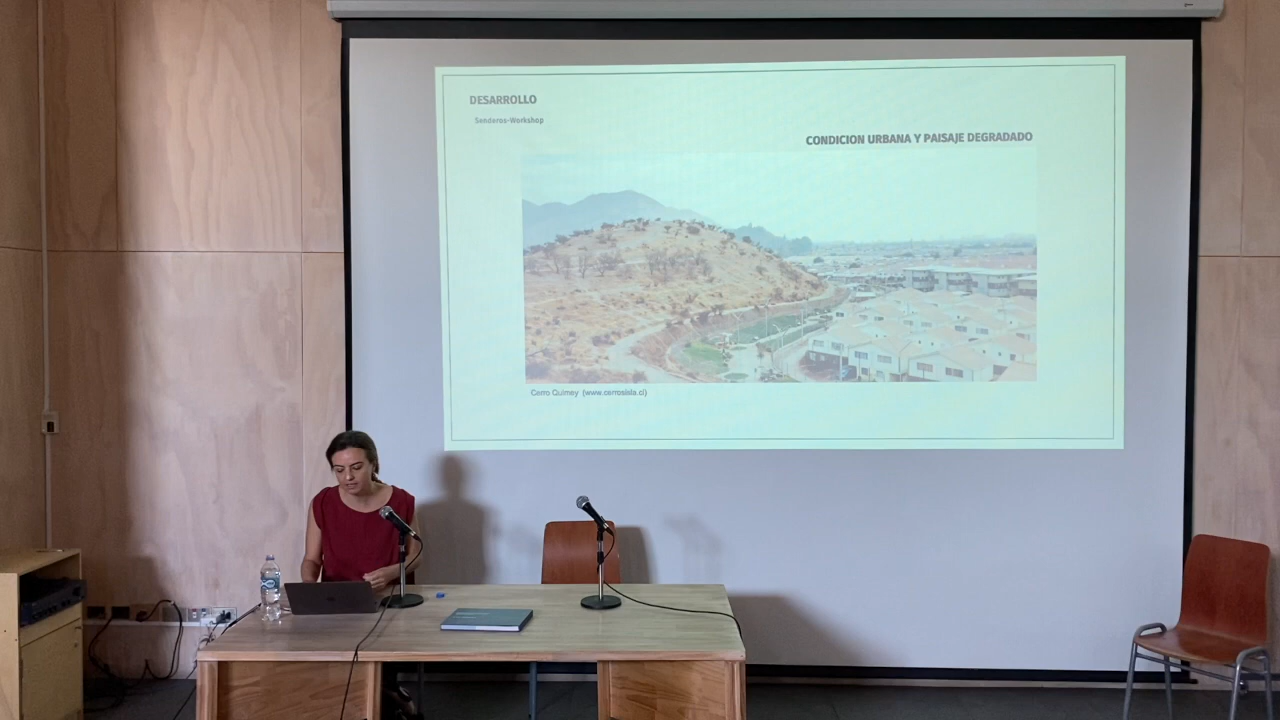 DESARROLLO
Senderos-Workshop
CONDICION URBANA Y PAISAJE DEGRADADO
Cerro Quimey (www.cerrosisla.cl)